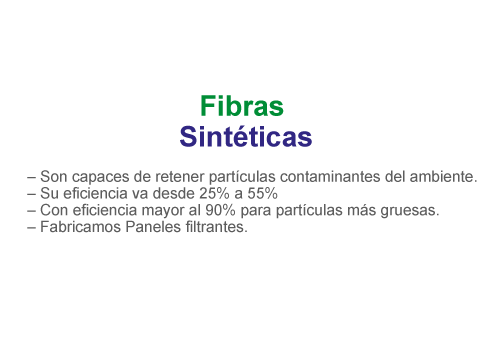 Fibras
Sintéticas
– Son capaces de retener partículas contaminantes del ambiente.
– Su eficiencia va desde 25% a 55%
– Con eficiencia mayor al 90% para partículas más gruesas.
– Fabricamos Paneles filtrantes.